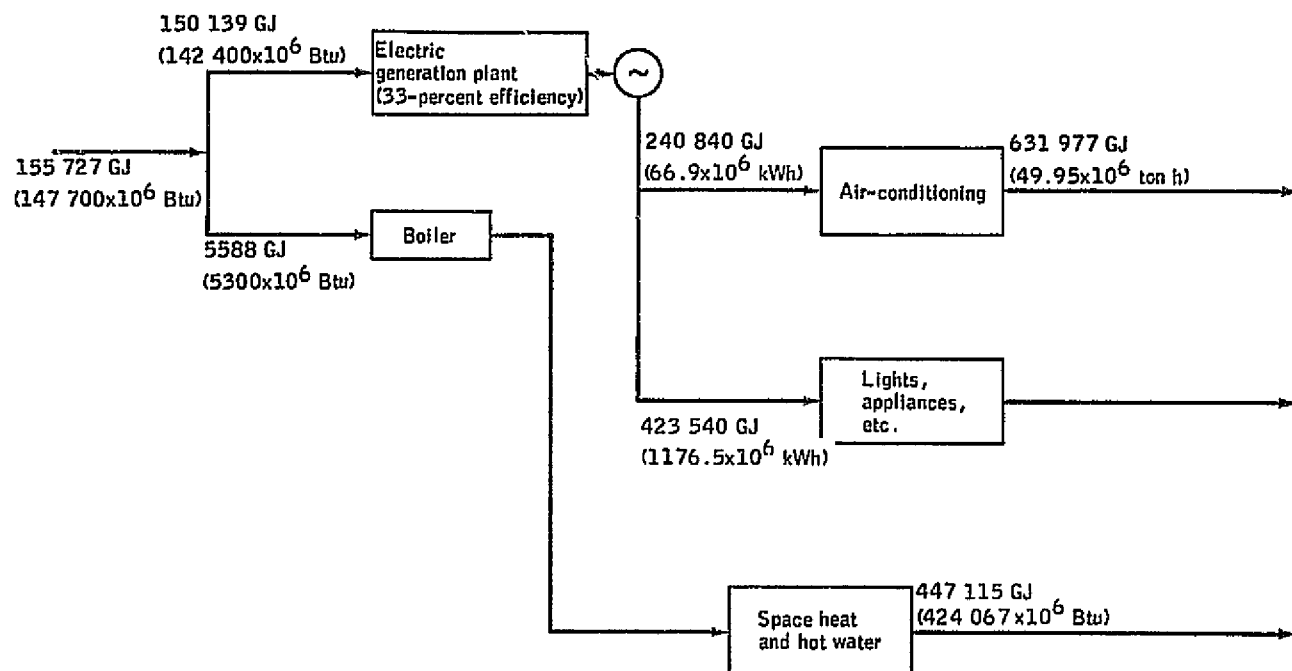 150 139 GJ
(142 400x10⁶ Btu)
Electric
generation plant
(33-percent efficiency)
~
155 727 GJ
(147 700x10⁶ Btu)
240 840 GJ
(66.9x10⁶ kWh)
Air-conditioning
631 977 GJ
(49.95x10⁶ ton h)
5588 GJ
(5300x10⁶ Btu)
Boiler
423 540 GJ
(1176.5x10⁶ kWh)
Lights,
appliances,
etc.
Space heat
and hot water
447 115 GJ
(424 067x10⁶ Btu)